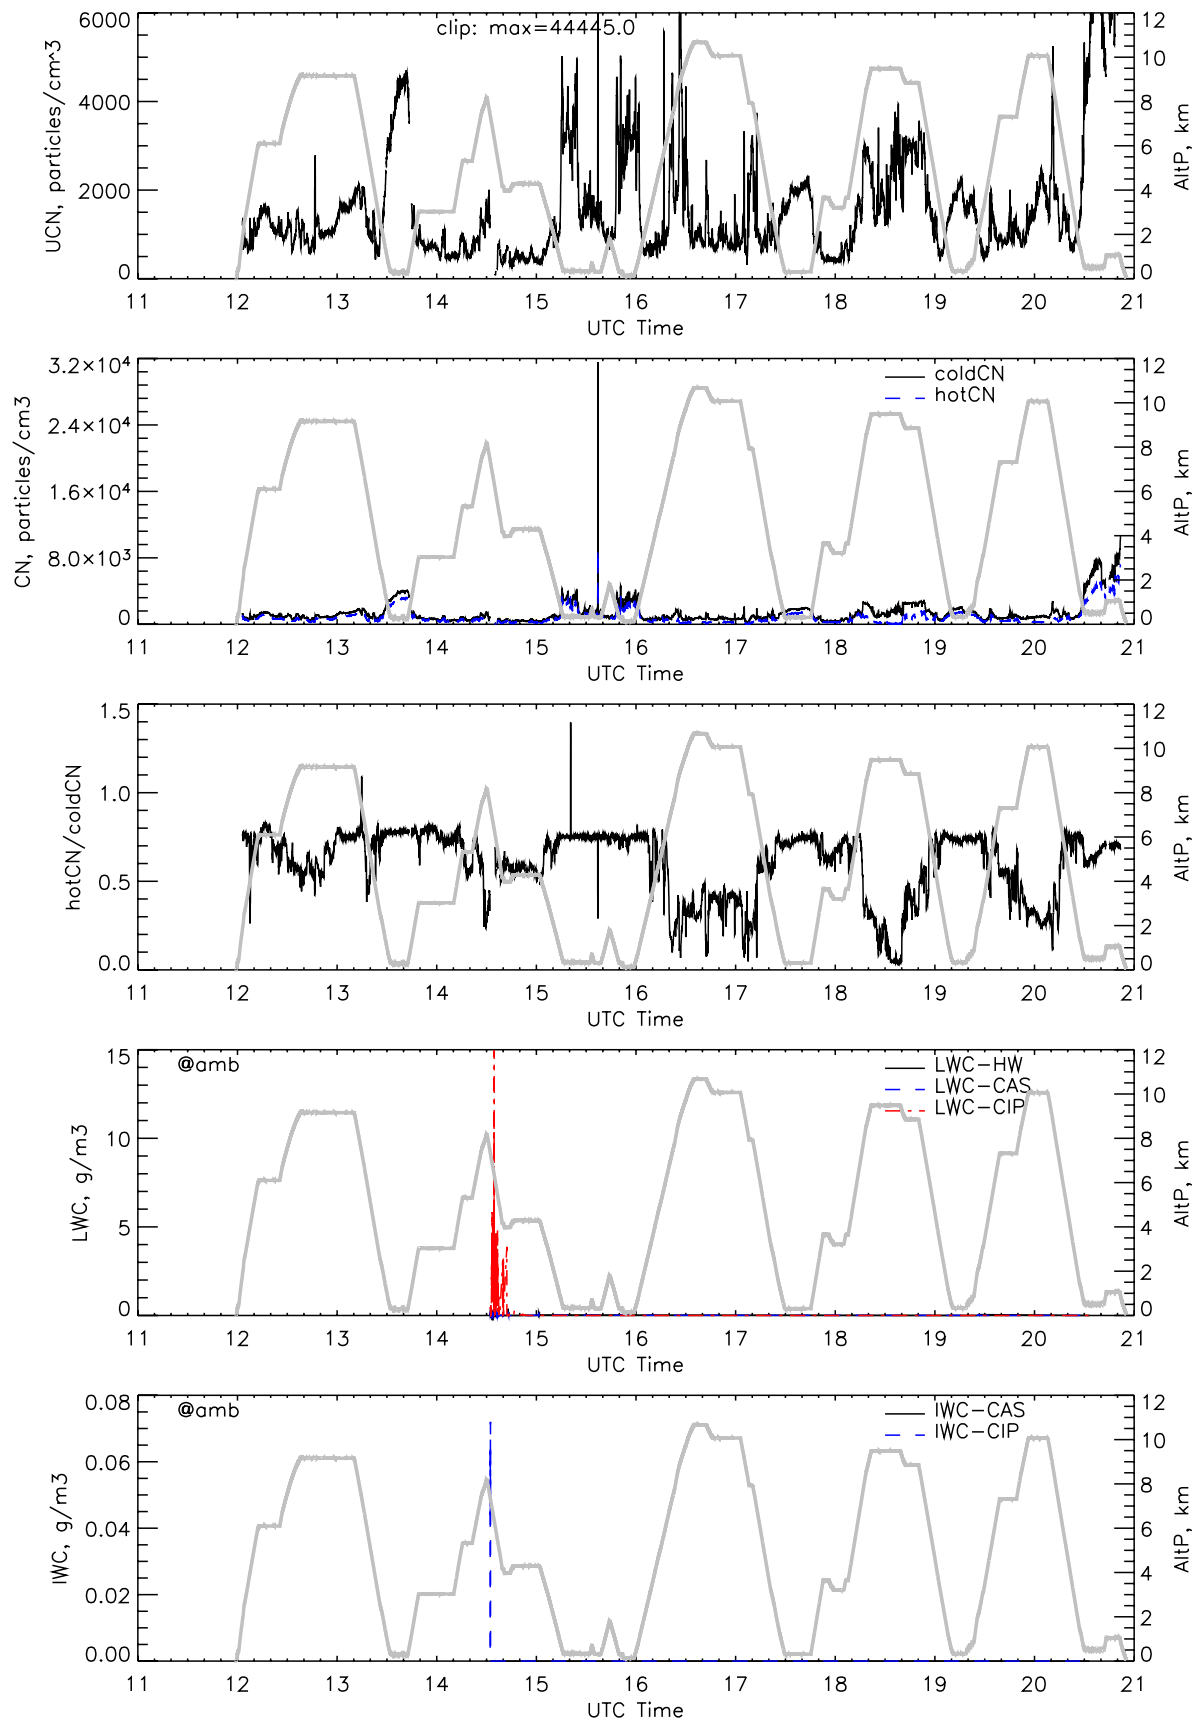 clip: max=44445.0
UCN, particles/cm^3
6000
4000
2000
0
12
10
8
6
4
2
0
AltP, km
11 12 13 14 15 16 17 18 19 20 21
UTC Time
CN, particles/cm3
3.2×10⁴
2.4×10⁴
1.6×10⁴
8.0×10³
0
coldCN
hotCN
12
10
8
6
4
2
0
AltP, km
11 12 13 14 15 16 17 18 19 20 21
UTC Time
hotCN/coldCN
1.5
1.0
0.5
0.0
12
10
8
6
4
2
0
AltP, km
11 12 13 14 15 16 17 18 19 20 21
UTC Time
LWC, g/m3
15
10
5
0
@amb
LWC-HW
LWC-CAS
LWC-CIP
12
10
8
6
4
2
0
AltP, km
11 12 13 14 15 16 17 18 19 20 21
UTC Time
IWC, g/m3
0.08
0.06
0.04
0.02
0.00
@amb
IWC-CAS
IWC-CIP
12
10
8
6
4
2
0
AltP, km
11 12 13 14 15 16 17 18 19 20 21
UTC Time